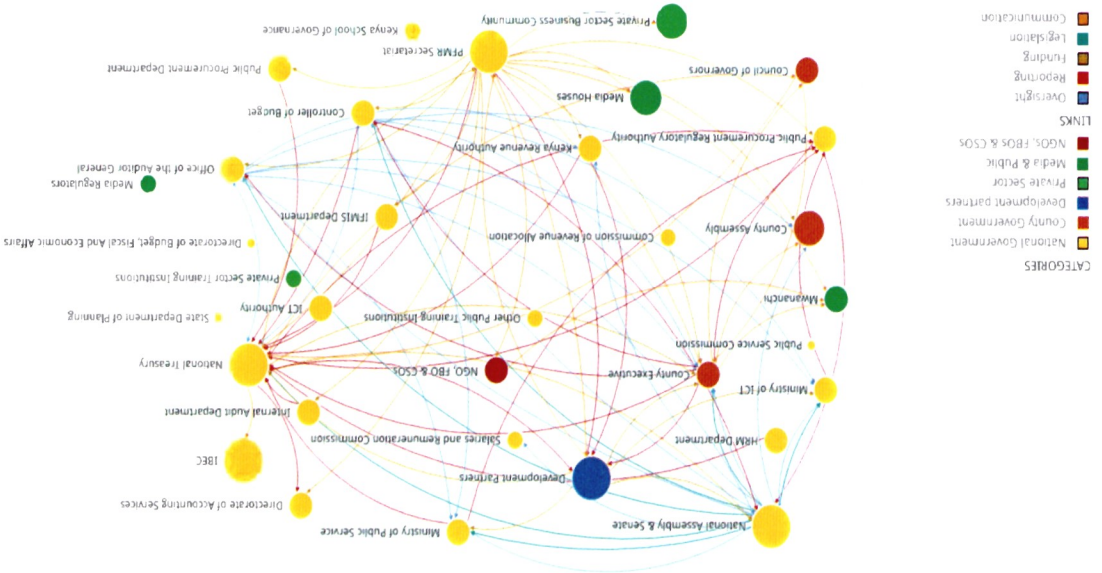 CATEGORIES
National Government
County Government
Development partners
Private Sector
Media & Public
NGO, FBOs & CSOs
LINKS
Oversight
Reporting
Funding
Legislation
Communication
National Assembly & Senate
Ministry of Public Service
Directorate of Accounting Services
Development Partners
IBEC
HRM Department
Salaries and Remuneration Commission
Internal Audit Department
Ministry of ICT
County Executive
NGO, FBO & CSOs
National Treasury
Public Service Commission
Other Public Training Institutions
State Department of Planning
ICT Authority
Mwananchi
Private Sector Training Institutions
Directorate of Budget, Fiscal and Economic Affairs
Commission of Revenue Allocation
County Assembly
IFMIS Department
Media Regulators
Office of the Auditor General
Kenya Revenue Authority
Public Procurement Regulatory Authority
Controller of Budget
Media Houses
Council of Governors
Public Procurement Department
PFMR Secretariat
Kenya School of Governance
Private Sector Business Community